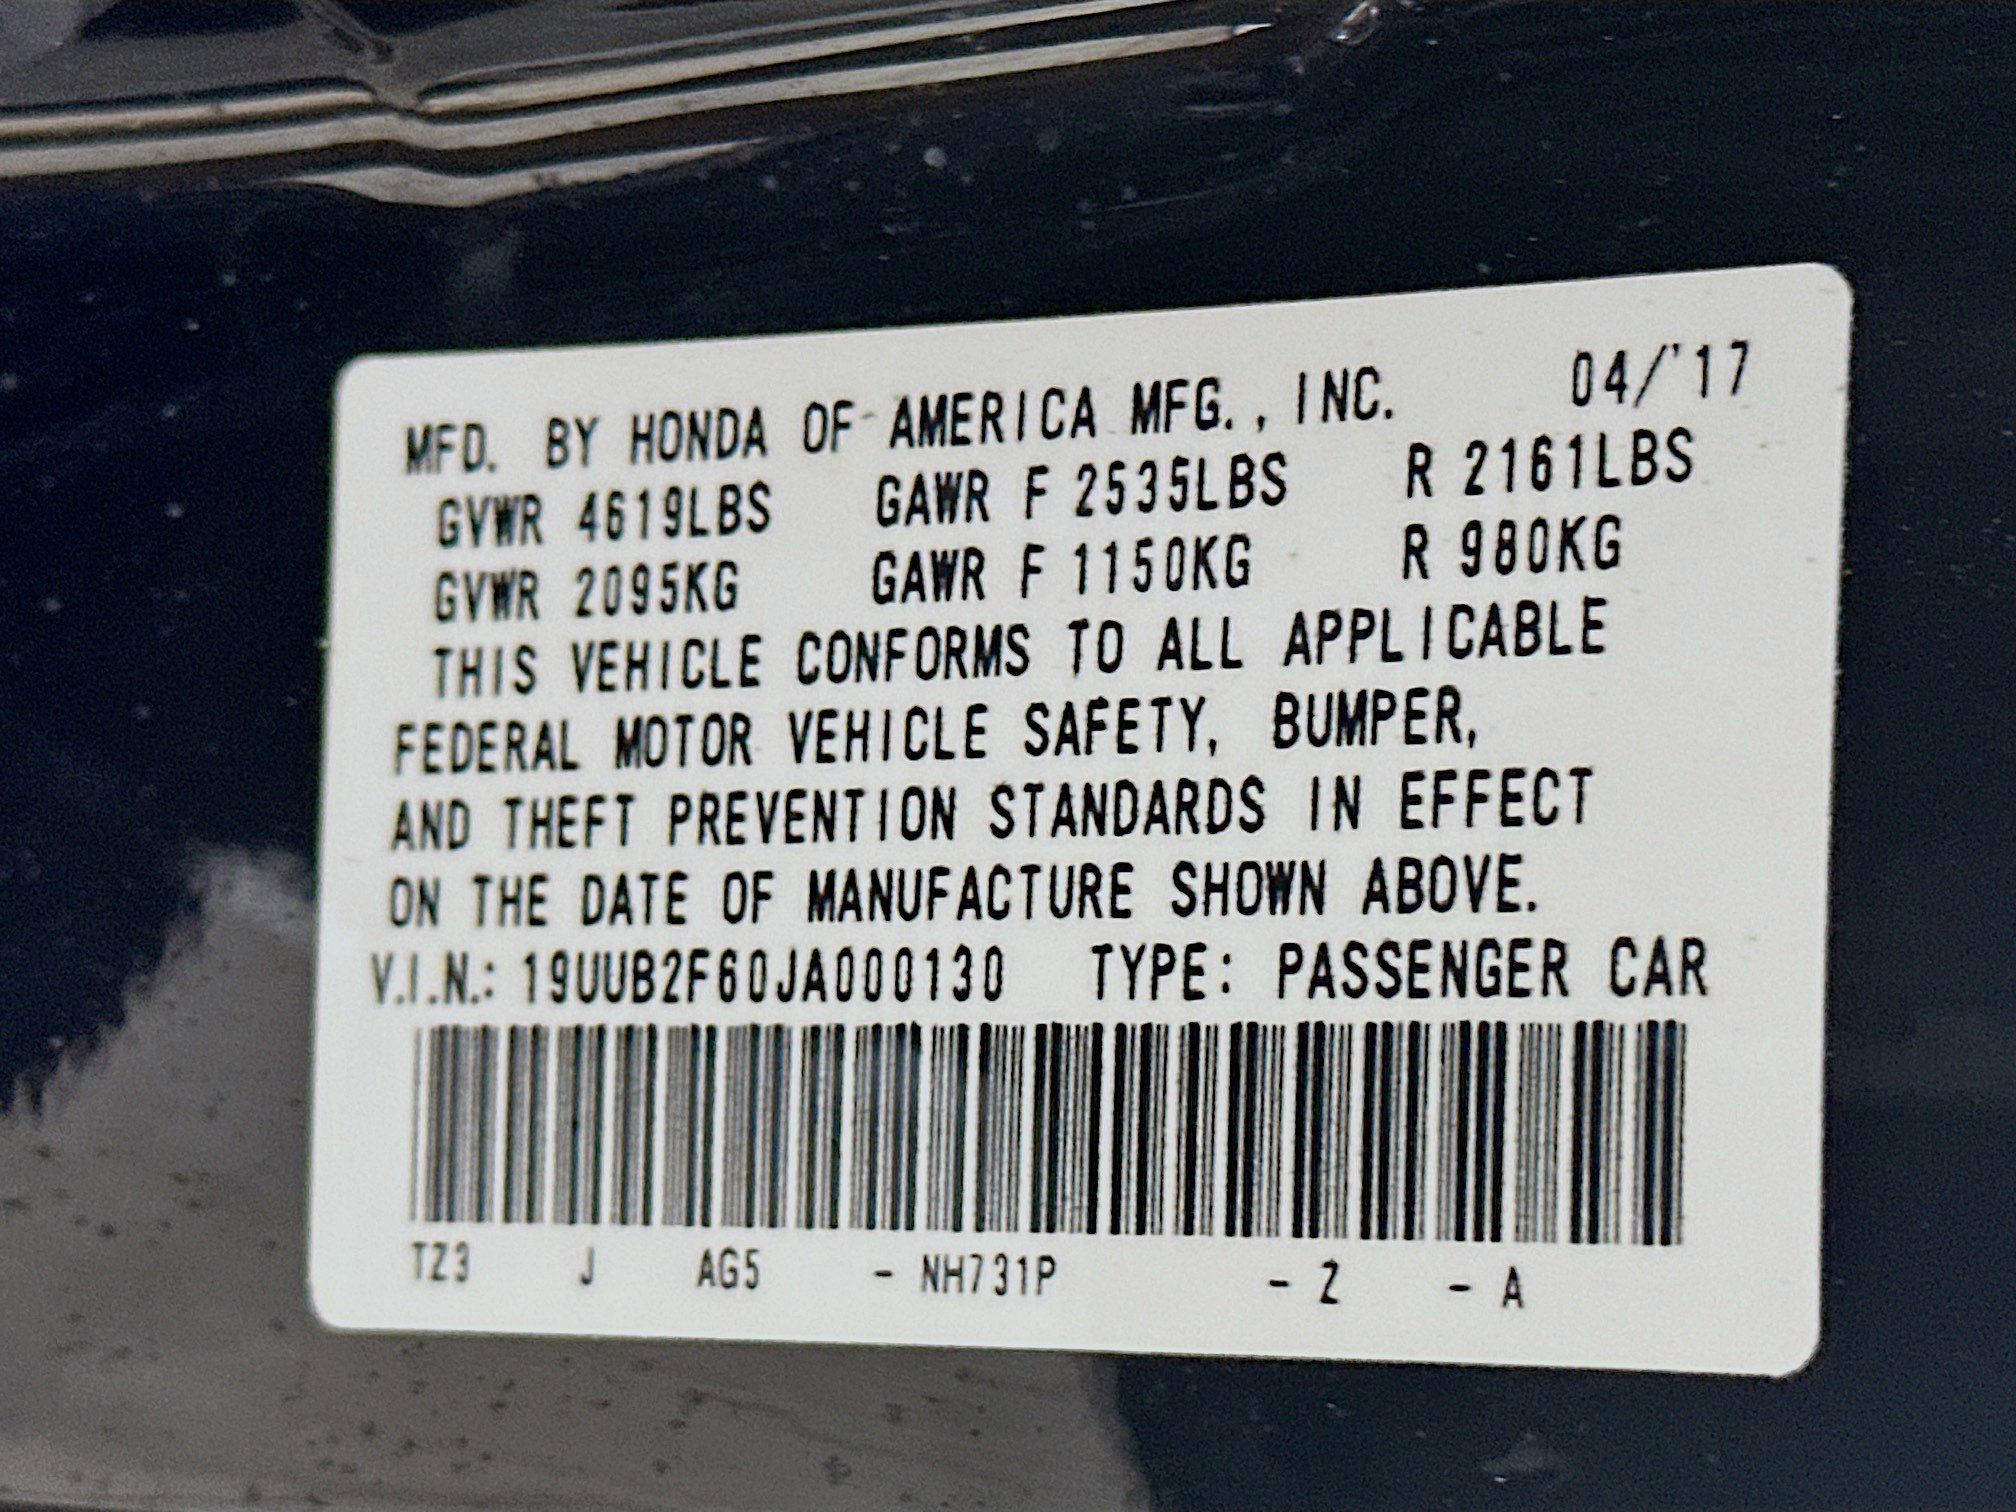 MFD. BY HONDA OF AMERICA MFG., INC. 04/'17
GVWR 4619LBS GAWR F 2535LBS R 2161LBS
GVWR 2095KG GAWR F 1150KG R 980KG
THIS VEHICLE CONFORMS TO ALL APPLICABLE
FEDERAL MOTOR VEHICLE SAFETY, BUMPER,
AND THEFT PREVENTION STANDARDS IN EFFECT
ON THE DATE OF MANUFACTURE SHOWN ABOVE.
V.I.N.: 19UUB2F60JA000130 TYPE: PASSENGER CAR
TZ3 J AG5 - NH731P - Z - A